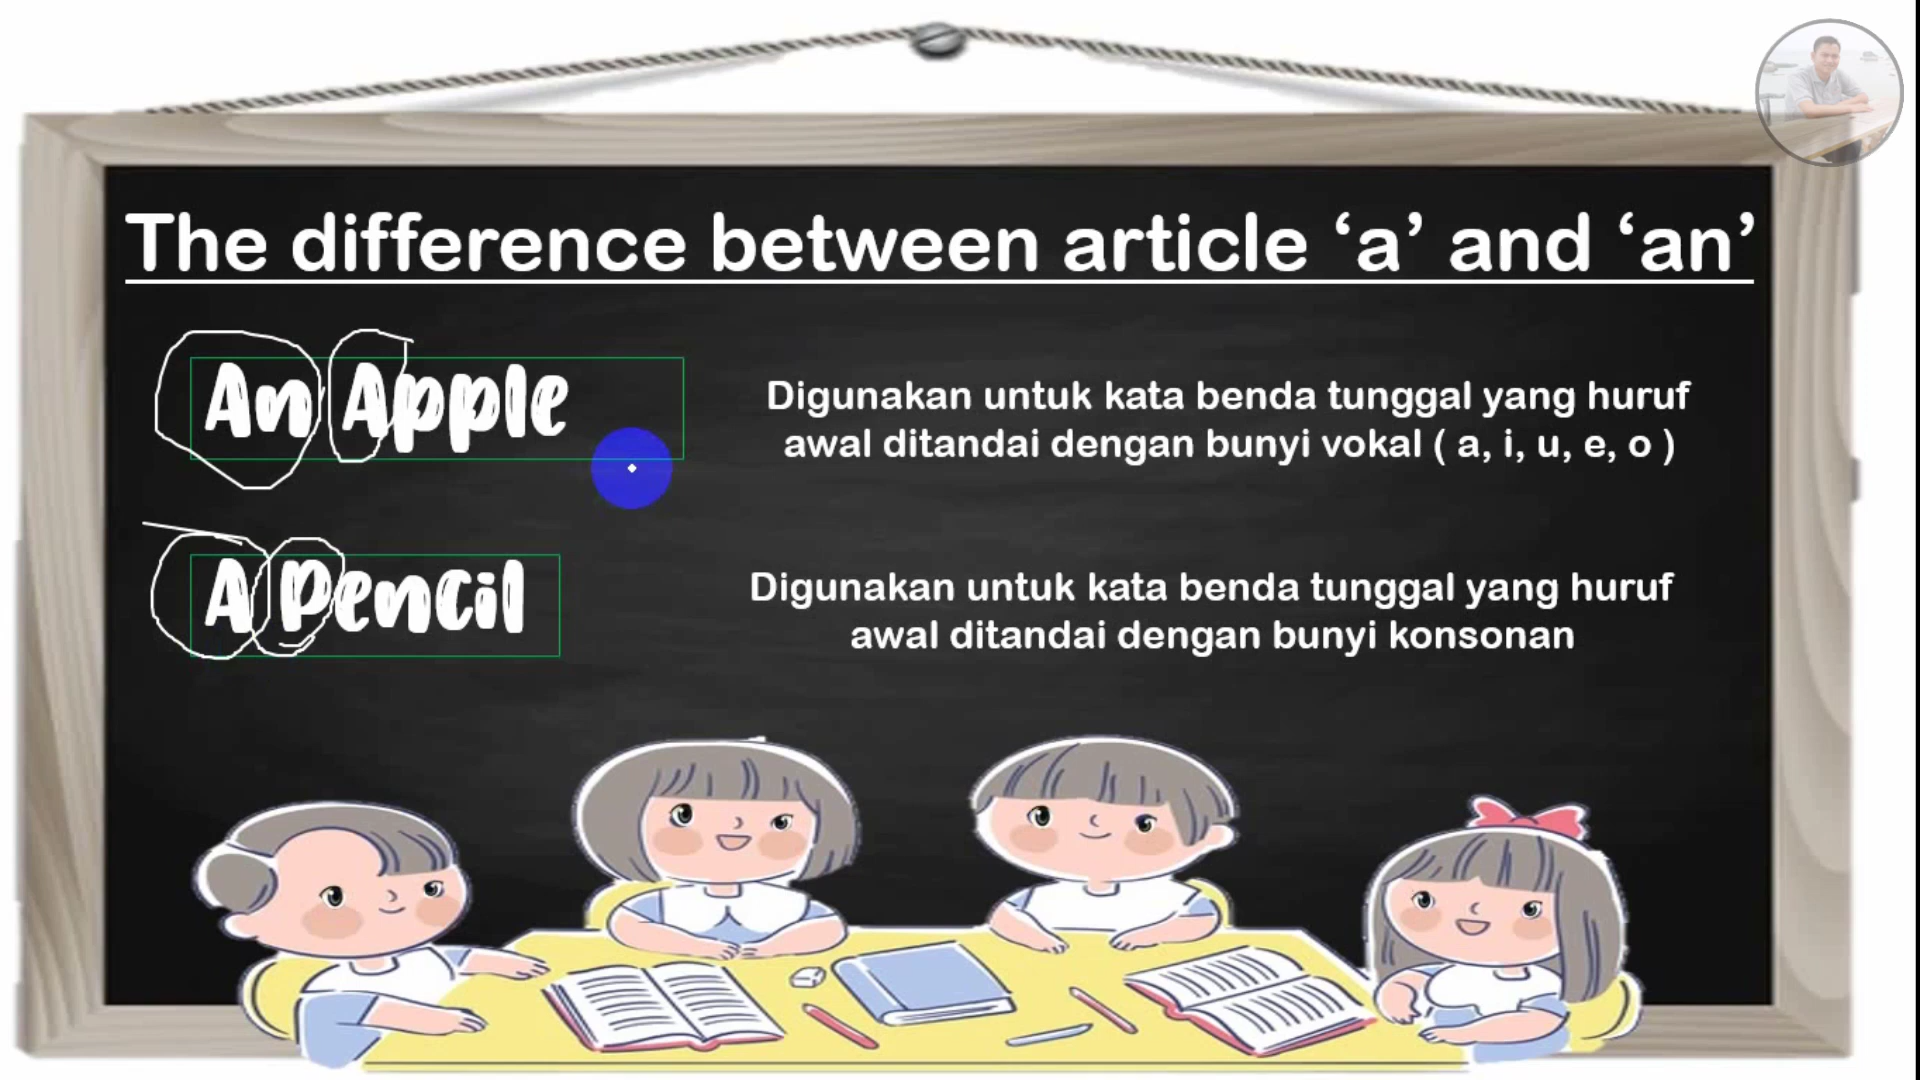 The difference between article ‘a’ and ‘an’
An Apple
Digunakan untuk kata benda tunggal yang huruf
awal ditandai dengan bunyi vokal ( a, i, u, e, o )
A Pencil
Digunakan untuk kata benda tunggal yang huruf
awal ditandai dengan bunyi konsonan